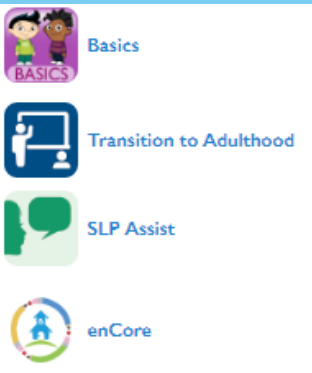 BASICS
Basics
Transition to Adulthood
SLP Assist
enCore